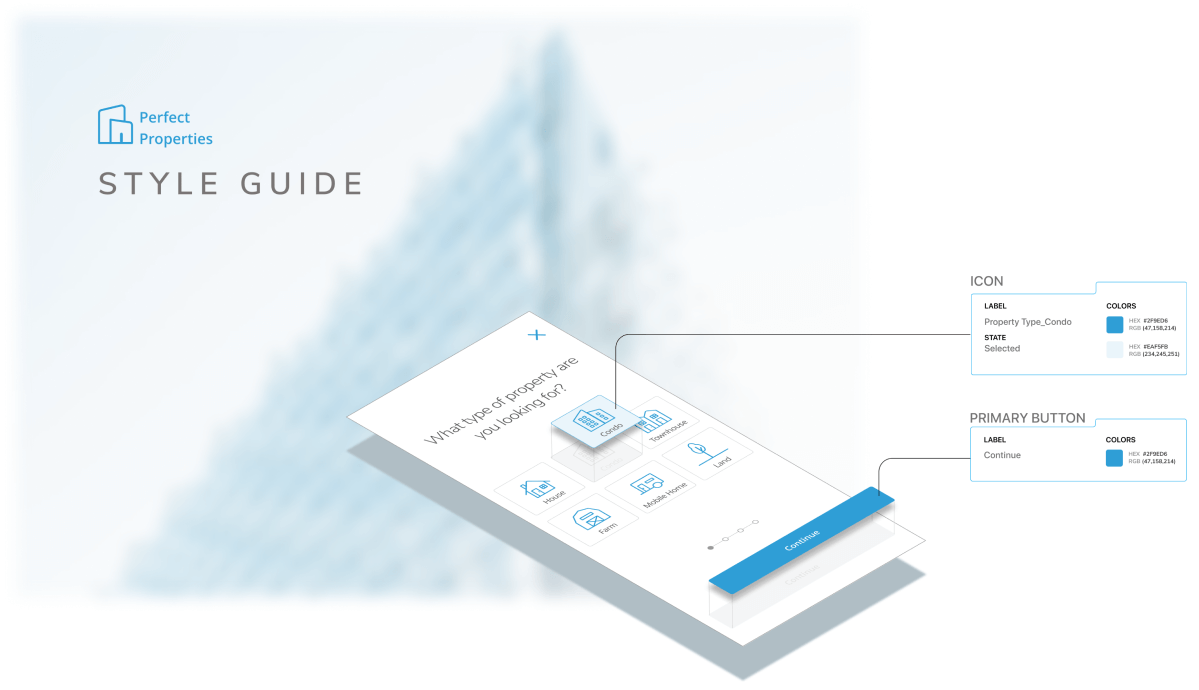 Perfect
Properties
STYLE GUIDE
What type of property are
you looking for?
Condo
Townhouse
House
Mobile Home
Land
Farm
Continue
Continue
ICON
LABEL
Property Type_Condo
STATE
Selected
COLORS
HEX #2F9ED6
RGB (47,158,214)
HEX #EAF5FB
RGB (234,245,251)
PRIMARY BUTTON
LABEL
Continue
COLORS
HEX #2F9ED6
RGB (47,158,214)